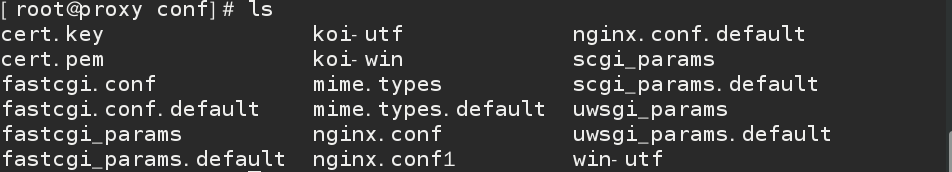 [root@proxy conf]# ls
cert.key koi-utf nginx.conf.default
cert.pem koi-win scgi_params
fastcgi.conf mime.types scgi_params.default
fastcgi.conf.default mime.types.default uwsgi_params
fastcgi_params nginx.conf uwsgi_params.default
fastcgi_params.default nginx.conf1 win-utf